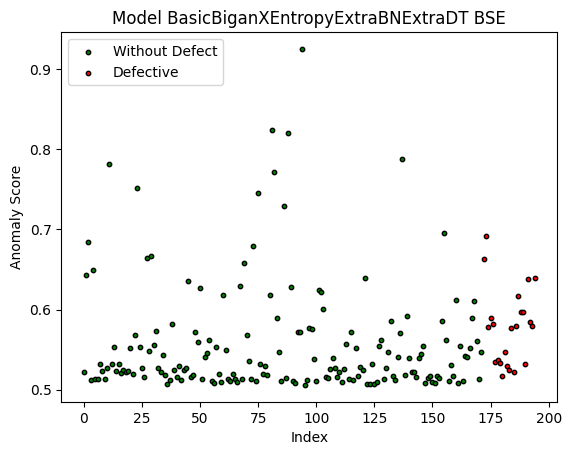 Model BasicBiganXEntropyExtraBNExtraDT BSE
Without Defect
Defective
0.9
0.8
0.7
0.6
0.5
Anomaly Score
0 25 50 75 100 125 150 175 200
Index